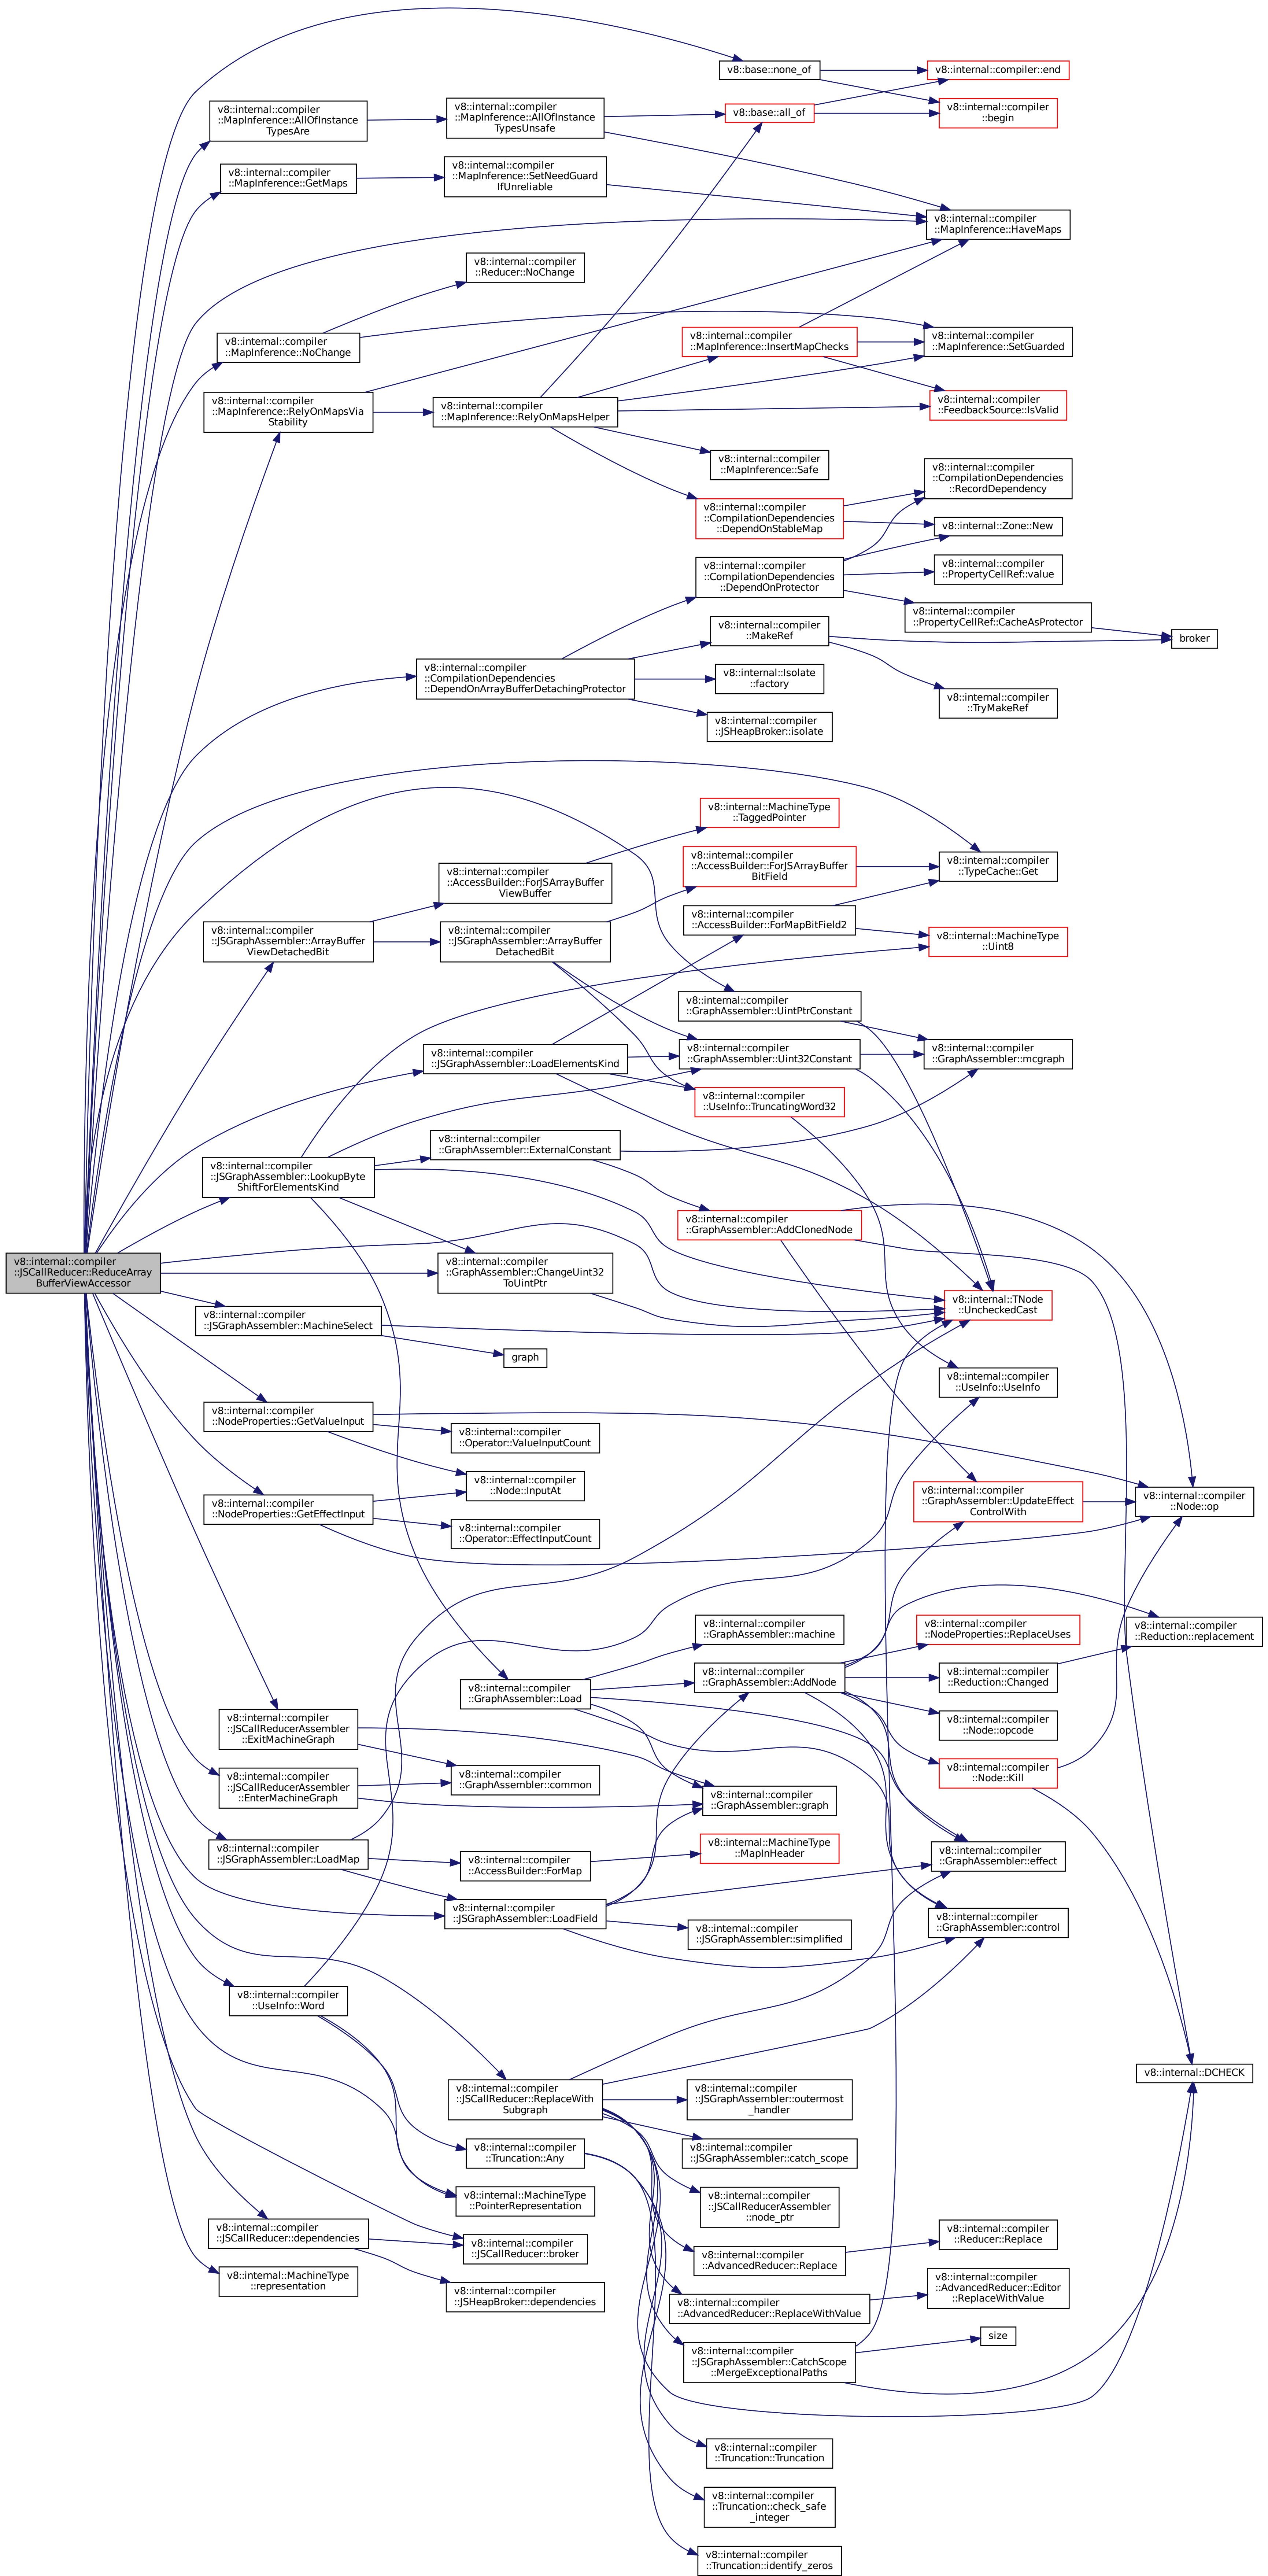 v8::base::none_of
v8::internal::compiler::end
v8::internal::compiler
::MapInference::AllOfInstance
TypesAre
v8::internal::compiler
::MapInference::AllOfInstance
TypesUnsafe
v8::base::all_of
v8::internal::compiler
::begin
v8::internal::compiler
::MapInference::GetMaps
v8::internal::compiler
::MapInference::SetNeedGuard
IfUnreliable
v8::internal::compiler
::MapInference::HaveMaps
v8::internal::compiler
::Reducer::NoChange
v8::internal::compiler
::MapInference::NoChange
v8::internal::compiler
::MapInference::InsertMapChecks
v8::internal::compiler
::MapInference::SetGuarded
v8::internal::compiler
::MapInference::RelyOnMapsVia
Stability
v8::internal::compiler
::MapInference::RelyOnMapsHelper
v8::internal::compiler
::FeedbackSource::IsValid
v8::internal::compiler
::MapInference::Safe
v8::internal::compiler
::CompilationDependencies
::RecordDependency
v8::internal::compiler
::CompilationDependencies
::DependOnStableMap
v8::internal::Zone::New
v8::internal::compiler
::CompilationDependencies
::DependOnProtector
v8::internal::compiler
::PropertyCellRef::value
v8::internal::compiler
::PropertyCellRef::CacheAsProtector
v8::internal::compiler
::MakeRef
broker
v8::internal::compiler
::CompilationDependencies
::DependOnArrayBufferDetachingProtector
v8::internal::Isolate
::factory
v8::internal::compiler
::TryMakeRef
v8::internal::compiler
::JSHeapBroker::isolate
v8::internal::MachineType
::TaggedPointer
v8::internal::compiler
::AccessBuilder::ForJSArrayBuffer
ViewBuffer
v8::internal::compiler
::AccessBuilder::ForJSArrayBuffer
BitField
v8::internal::compiler
::TypeCache::Get
v8::internal::compiler
::AccessBuilder::ForMapBitField2
v8::internal::compiler
::JSGraphAssembler::ArrayBuffer
ViewDetachedBit
v8::internal::compiler
::JSGraphAssembler::ArrayBuffer
DetachedBit
v8::internal::MachineType
::Uint8
v8::internal::compiler
::GraphAssembler::UintPtrConstant
v8::internal::compiler
::JSGraphAssembler::LoadElementsKind
v8::internal::compiler
::GraphAssembler::Uint32Constant
v8::internal::compiler
::GraphAssembler::mcgraph
v8::internal::compiler
::UseInfo::TruncatingWord32
v8::internal::compiler
::GraphAssembler::ExternalConstant
v8::internal::compiler
::JSGraphAssembler::LookupByte
ShiftForElementsKind
v8::internal::compiler
::GraphAssembler::AddClonedNode
v8::internal::compiler
::JSCallReducer::ReduceArray
BufferViewAccessor
v8::internal::compiler
::GraphAssembler::ChangeUint32
ToUintPtr
v8::internal::TNode
::UncheckedCast
v8::internal::compiler
::JSGraphAssembler::MachineSelect
graph
v8::internal::compiler
::UseInfo::UseInfo
v8::internal::compiler
::NodeProperties::GetValueInput
v8::internal::compiler
::Operator::ValueInputCount
v8::internal::compiler
::Node::InputAt
v8::internal::compiler
::NodeProperties::GetEffectInput
v8::internal::compiler
::GraphAssembler::UpdateEffect
ControlWith
v8::internal::compiler
::Node::op
v8::internal::compiler
::Operator::EffectInputCount
v8::internal::compiler
::GraphAssembler::machine
v8::internal::compiler
::NodeProperties::ReplaceUses
v8::internal::compiler
::Reduction::replacement
v8::internal::compiler
::GraphAssembler::Load
v8::internal::compiler
::GraphAssembler::AddNode
v8::internal::compiler
::Reduction::Changed
v8::internal::compiler
::JSCallReducerAssembler
::ExitMachineGraph
v8::internal::compiler
::Node::opcode
v8::internal::compiler
::JSCallReducerAssembler
::EnterMachineGraph
v8::internal::compiler
::GraphAssembler::common
v8::internal::compiler
::Node::Kill
v8::internal::compiler
::GraphAssembler::graph
v8::internal::compiler
::JSGraphAssembler::LoadMap
v8::internal::compiler
::AccessBuilder::ForMap
v8::internal::MachineType
::MapInHeader
v8::internal::compiler
::GraphAssembler::effect
v8::internal::compiler
::JSGraphAssembler::LoadField
v8::internal::compiler
::JSGraphAssembler::simplified
v8::internal::compiler
::GraphAssembler::control
v8::internal::compiler
::UseInfo::Word
v8::internal::DCHECK
v8::internal::compiler
::JSCallReducer::ReplaceWith
Subgraph
v8::internal::compiler
::JSGraphAssembler::outermost
_handler
v8::internal::compiler
::JSGraphAssembler::catch_scope
v8::internal::compiler
::Truncation::Any
v8::internal::MachineType
::PointerRepresentation
v8::internal::compiler
::JSCallReducerAssembler
::node_ptr
v8::internal::compiler
::JSCallReducer::dependencies
v8::internal::compiler
::JSCallReducer::broker
v8::internal::compiler
::AdvancedReducer::Replace
v8::internal::compiler
::Reducer::Replace
v8::internal::MachineType
::representation
v8::internal::compiler
::JSHeapBroker::dependencies
v8::internal::compiler
::AdvancedReducer::ReplaceWithValue
v8::internal::compiler
::AdvancedReducer::Editor
::ReplaceWithValue
v8::internal::compiler
::JSGraphAssembler::CatchScope
::MergeExceptionalPaths
size
v8::internal::compiler
::Truncation::Truncation
v8::internal::compiler
::Truncation::check_safe
_integer
v8::internal::compiler
::Truncation::identify_zeros